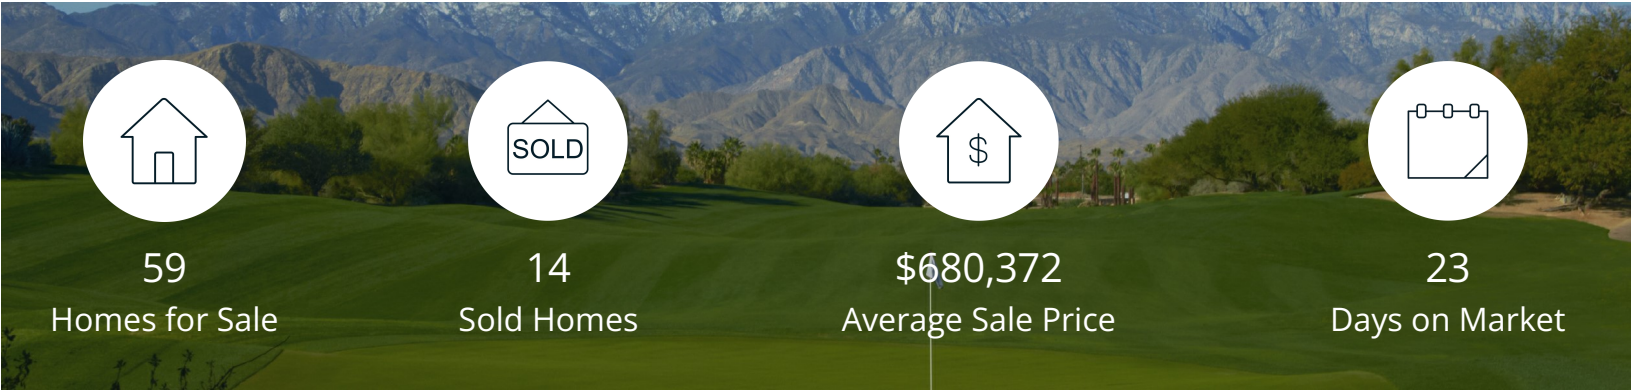 SOLD
$
59
Homes for Sale
14
Sold Homes
$680,372
Average Sale Price
23
Days on Market